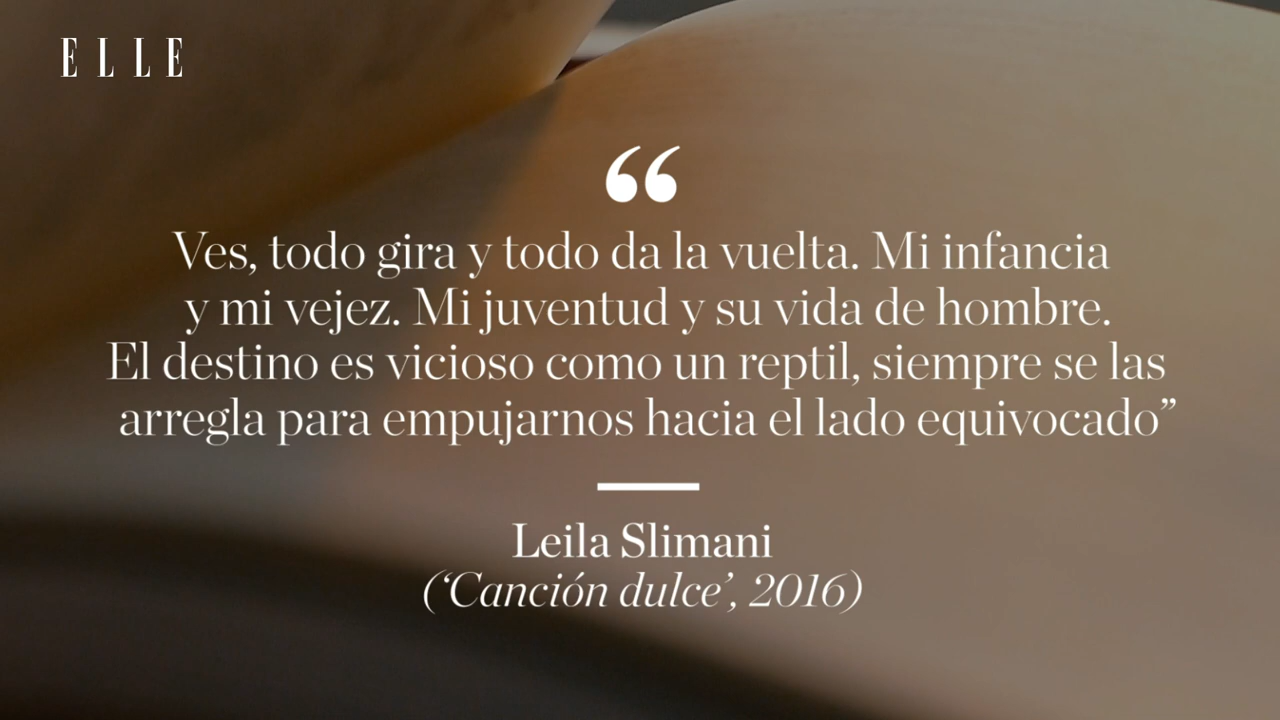 ELLE
“
Ves, todo gira y todo da la vuelta. Mi infancia
y mi vejez. Mi juventud y su vida de hombre.
El destino es vicioso como un reptil, siempre se las
arregla para empujarnos hacia el lado equivocado”
Leila Slimani
(‘Canción dulce’, 2016)